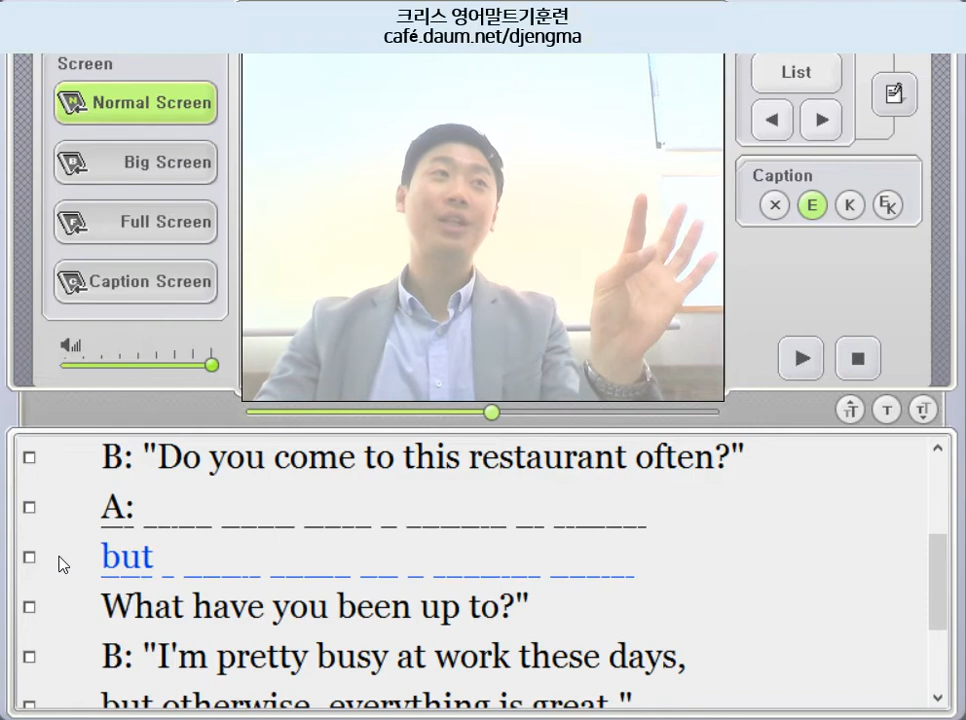 크리스 영어말트기훈련
café.daum.net/djengma
Screen
Normal Screen
Big Screen
Full Screen
Caption Screen
List
Caption
E
K
EK
B: "Do you come to this restaurant often?"
A:
but
What have you been up to?"
B: "I'm pretty busy at work these days,
but otherwise, everything is great."